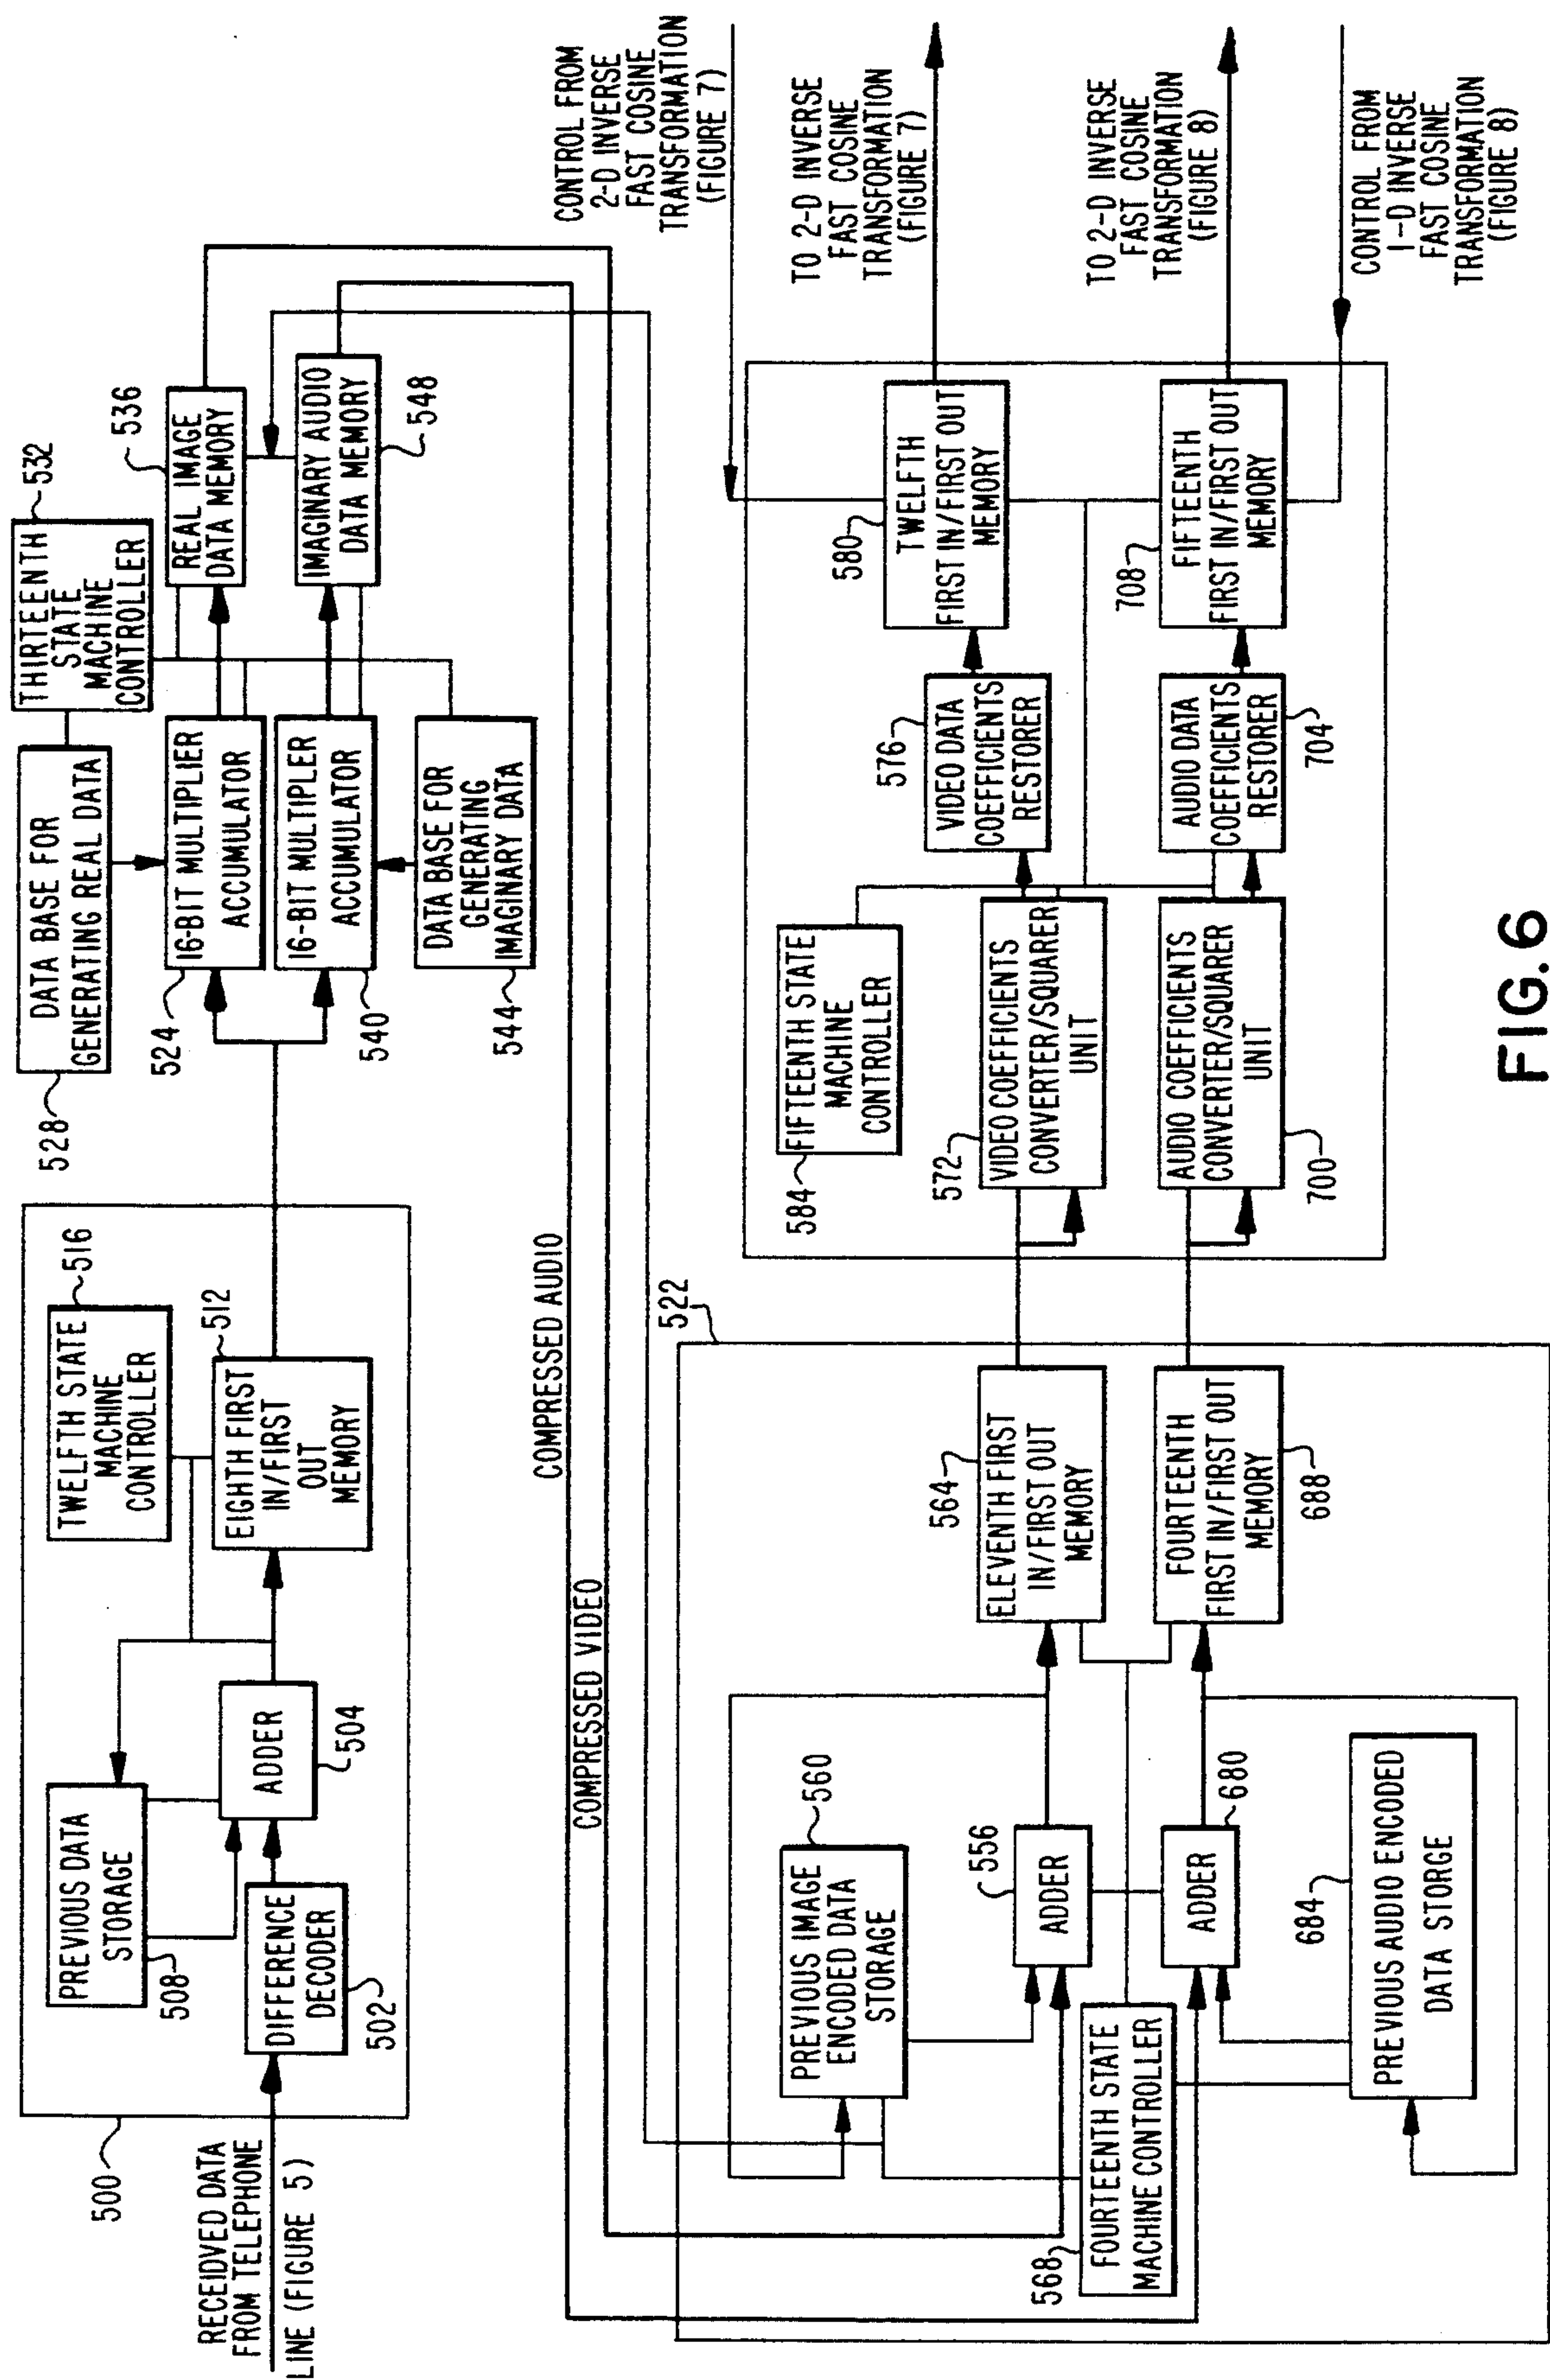 RECEIDVED DATA
FROM TELEPHONE
LINE (FIGURE 5)
500
PREVIOUS DATA
STORAGE
508
DIFFERENCE
DECODER
502
ADDER
504
TWELFTH STATE
MACHINE
CONTROLLER
516
EIGHTH FIRST
IN/FIRST
OUT
MEMORY
512
DATA BASE FOR
GENERATING REAL DATA
528
THIRTEENTH
STATE
MACHINE
CONTROLLER
532
16-BIT MULTIPLIER
ACCUMULATOR
524
16-BIT MULTIPLER
ACCUMULATOR
540
DATA BASE FOR
GENERATING
IMAGINARY DATA
544
REAL IMAGE
DATA MEMORY
536
IMAGINARY AUDIO
DATA MEMORY
548
COMPRESSED AUDIO
COMPRESSED VIDEO
522
PREVIOUS IMAGE
ENCODED DATA
STORAGE
560
556
ADDER
ADDER
680
568
FOURTEENTH STATE
MACHINE CONTROLLER
684
PREVIOUS AUDIO ENCODED
DATA STORGE
564
ELEVENTH FIRST
IN/FIRST OUT
MEMORY
FOURTEENTH
FIRST IN/FIRST OUT
MEMORY
688
584
FIFTEENTH STATE
MACHINE
CONTROLLER
572
VIDEO COEFFICIENTS
CONVERTER/SQUARER
UNIT
AUDIO COEFFICIENTS
CONVERTER/SQUARER
UNIT
700
576
VIDEO DATA
COEFFICIENTS
RESTORER
AUDIO DATA
COEFFICIENTS
RESTORER
704
580
TWELFTH
FIRST IN/FIRST OUT
MEMORY
708
FIFTEENTH
FIRST IN/FIRST OUT
MEMORY
CONTROL FROM
2-D INVERSE
FAST COSINE
TRANSFORMATION
(FIGURE 7)
TO 2-D INVERSE
FAST COSINE
TRANSFORMATION
(FIGURE 7)
TO 2-D INVERSE
FAST COSINE
TRANSFORMATION
(FIGURE 8)
CONTROL FROM
1-D INVERSE
FAST COSINE
TRANSFORMATION
(FIGURE 8)
FIG. 6